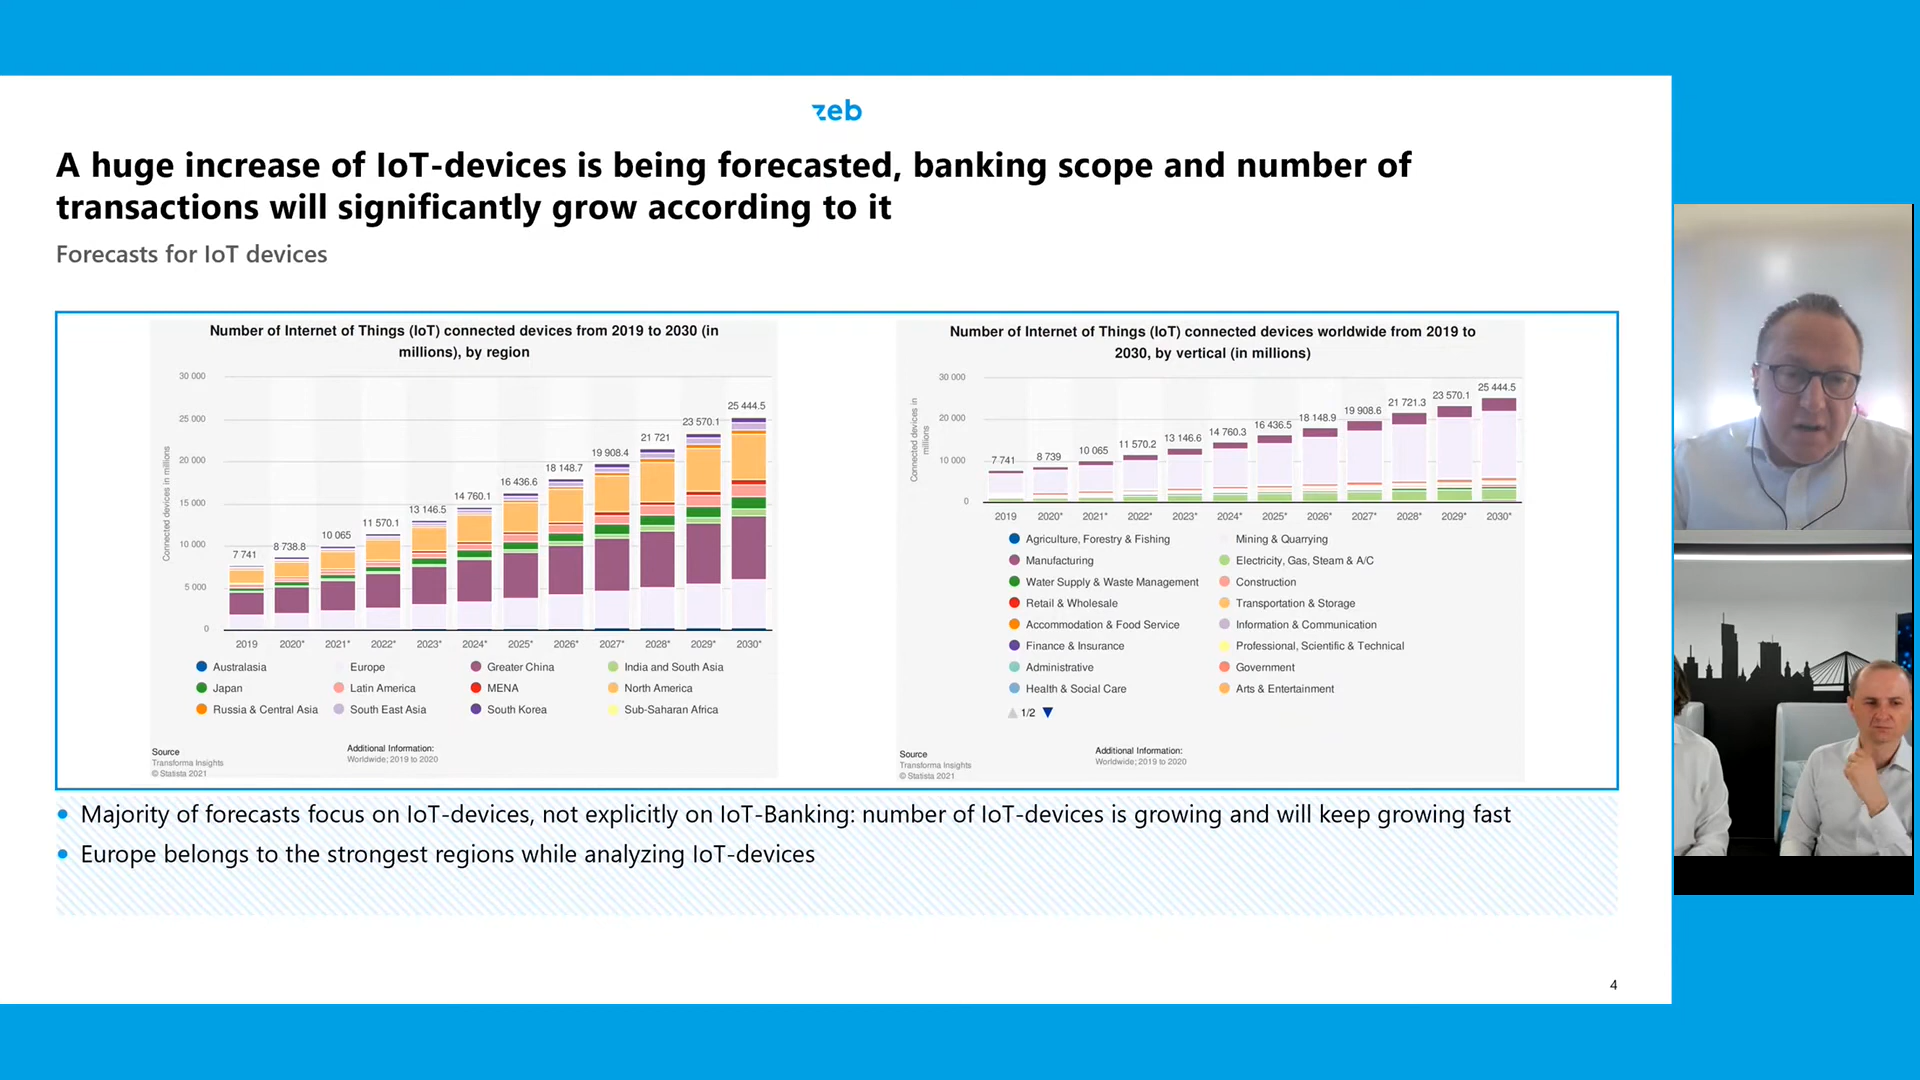 zeb
A huge increase of IoT-devices is being forecasted, banking scope and number of
transactions will significantly grow according to it
Forecasts for IoT devices
Number of Internet of Things (IoT) connected devices from 2019 to 2030 (in
millions), by region
Connected devices in millions
30 000
25 000
20 000
15 000
10 000
5 000
0
7 741
8 738.8
10 065
11 570.1
13 146.5
14 760.1
16 436.6
18 148.7
19 908.4
21 721
23 570.1
25 444.5
2019 2020* 2021* 2022* 2023* 2024* 2025* 2026* 2027* 2028* 2029* 2030*
Australasia Europe Greater China India and South Asia
Japan Latin America MENA North America
Russia & Central Asia South East Asia South Korea Sub-Saharan Africa
Source
Transforma Insights
© Statista 2021
Additional Information:
Worldwide; 2019 to 2020
Number of Internet of Things (IoT) connected devices worldwide from 2019 to
2030, by vertical (in millions)
Connected devices in
millions
30 000
20 000
10 000
0
7 741
8 739
10 065
11 570.2
13 146.6
14 760.3
16 436.5
18 148.9
19 908.6
21 721.3
23 570.1
25 444.5
2019 2020* 2021* 2022* 2023* 2024* 2025* 2026* 2027* 2028* 2029* 2030*
Agriculture, Forestry & Fishing Mining & Quarrying
Manufacturing Electricity, Gas, Steam & A/C
Water Supply & Waste Management Construction
Retail & Wholesale Transportation & Storage
Accommodation & Food Service Information & Communication
Finance & Insurance Professional, Scientific & Technical
Administrative Government
Health & Social Care Arts & Entertainment
1/2
Source
Transforma Insights
© Statista 2021
Additional Information:
Worldwide; 2019 to 2020
• Majority of forecasts focus on IoT-devices, not explicitly on IoT-Banking: number of IoT-devices is growing and will keep growing fast
• Europe belongs to the strongest regions while analyzing IoT-devices
4